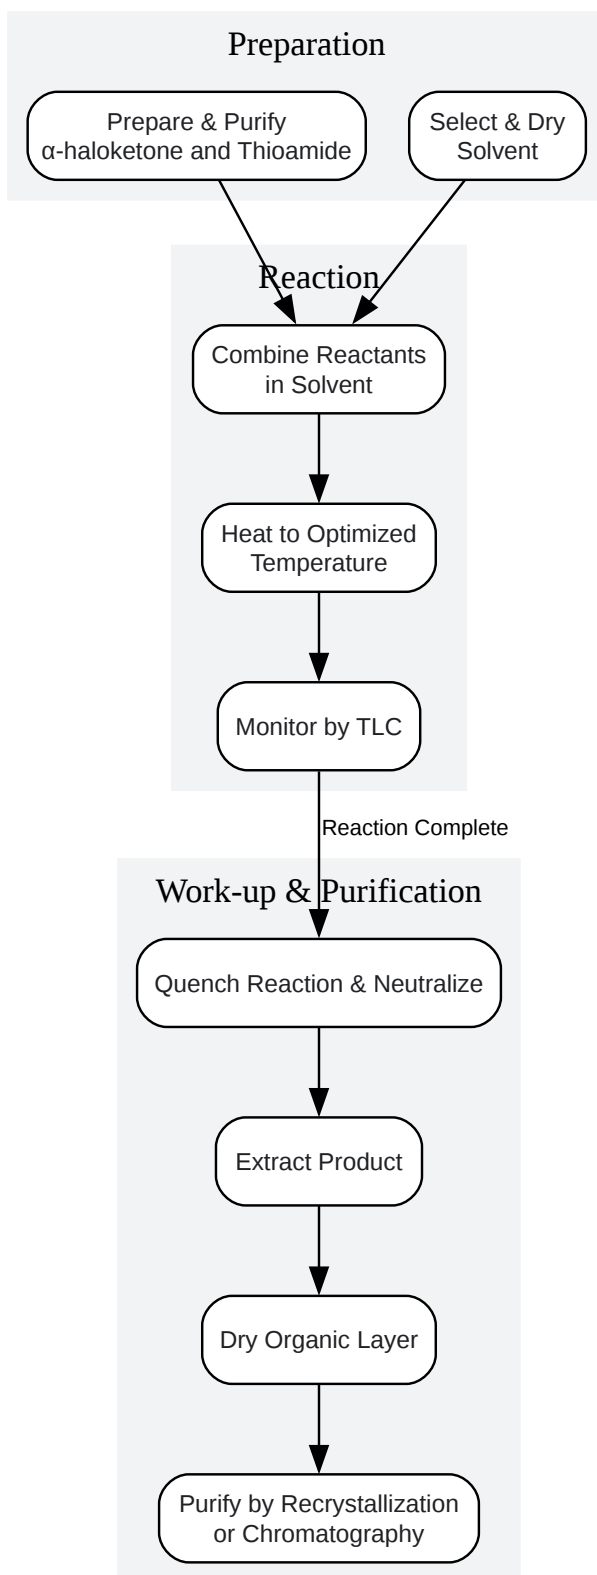 Preparation
Prepare & Purify
α-haloketone and Thioamide
Select & Dry
Solvent
Reaction
Combine Reactants
in Solvent
Heat to Optimized
Temperature
Monitor by TLC
Reaction Complete
Work-up & Purification
Quench Reaction & Neutralize
Extract Product
Dry Organic Layer
Purify by Recrystallization
or Chromatography